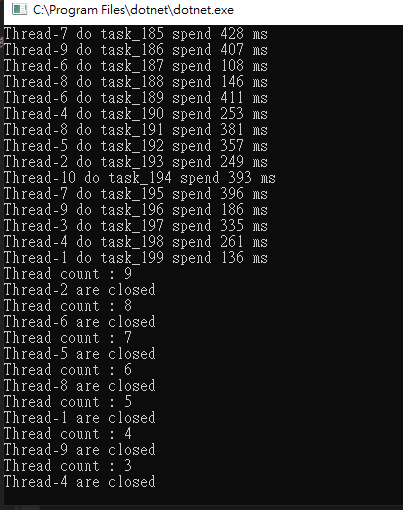 C:\Program Files\dotnet\dotnet.exe
Thread-7 do task_185 spend 428 ms
Thread-9 do task_186 spend 407 ms
Thread-6 do task_187 spend 108 ms
Thread-8 do task_188 spend 146 ms
Thread-6 do task_189 spend 411 ms
Thread-4 do task_190 spend 253 ms
Thread-8 do task_191 spend 381 ms
Thread-5 do task_192 spend 357 ms
Thread-2 do task_193 spend 249 ms
Thread-10 do task_194 spend 393 ms
Thread-7 do task_195 spend 396 ms
Thread-9 do task_196 spend 186 ms
Thread-3 do task_197 spend 335 ms
Thread-4 do task_198 spend 261 ms
Thread-1 do task_199 spend 136 ms
Thread count : 9
Thread-2 are closed
Thread count : 8
Thread-6 are closed
Thread count : 7
Thread-5 are closed
Thread count : 6
Thread-8 are closed
Thread count : 5
Thread-1 are closed
Thread count : 4
Thread-9 are closed
Thread count : 3
Thread-4 are closed